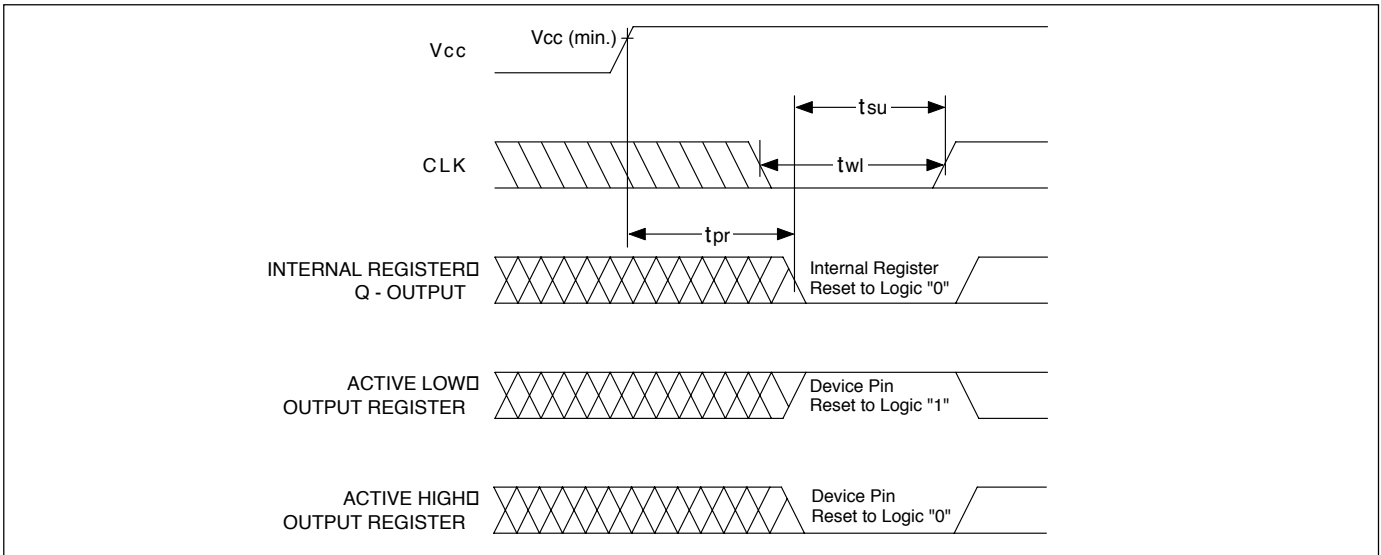 Vcc
Vcc (min.)
tsu
CLK
twl
tpr
INTERNAL REGISTER□
Q - OUTPUT
Internal Register
Reset to Logic "0"
ACTIVE LOW□
OUTPUT REGISTER
Device Pin
Reset to Logic "1"
ACTIVE HIGH□
OUTPUT REGISTER
Device Pin
Reset to Logic "0"